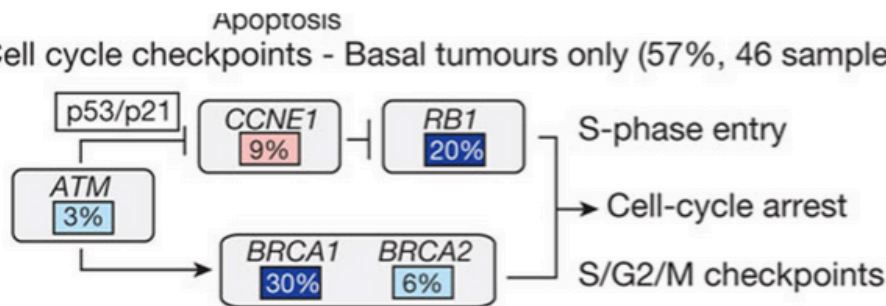 Apoptosis
Cell cycle checkpoints - Basal tumours only (57%, 46 sample
p53/p21
CCNE1
9%
RB1
20%
S-phase entry
ATM
3%
Cell-cycle arrest
BRCA1
30%
BRCA2
6%
S/G2/M checkpoints